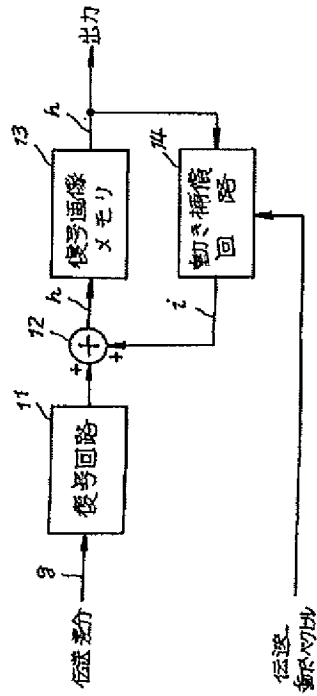 伝送差分
g
11
復号回路
+
+
12
h
13
復号画像
メモリ
h
出力
i
14
動き補償
回路
伝送
動きベクトル